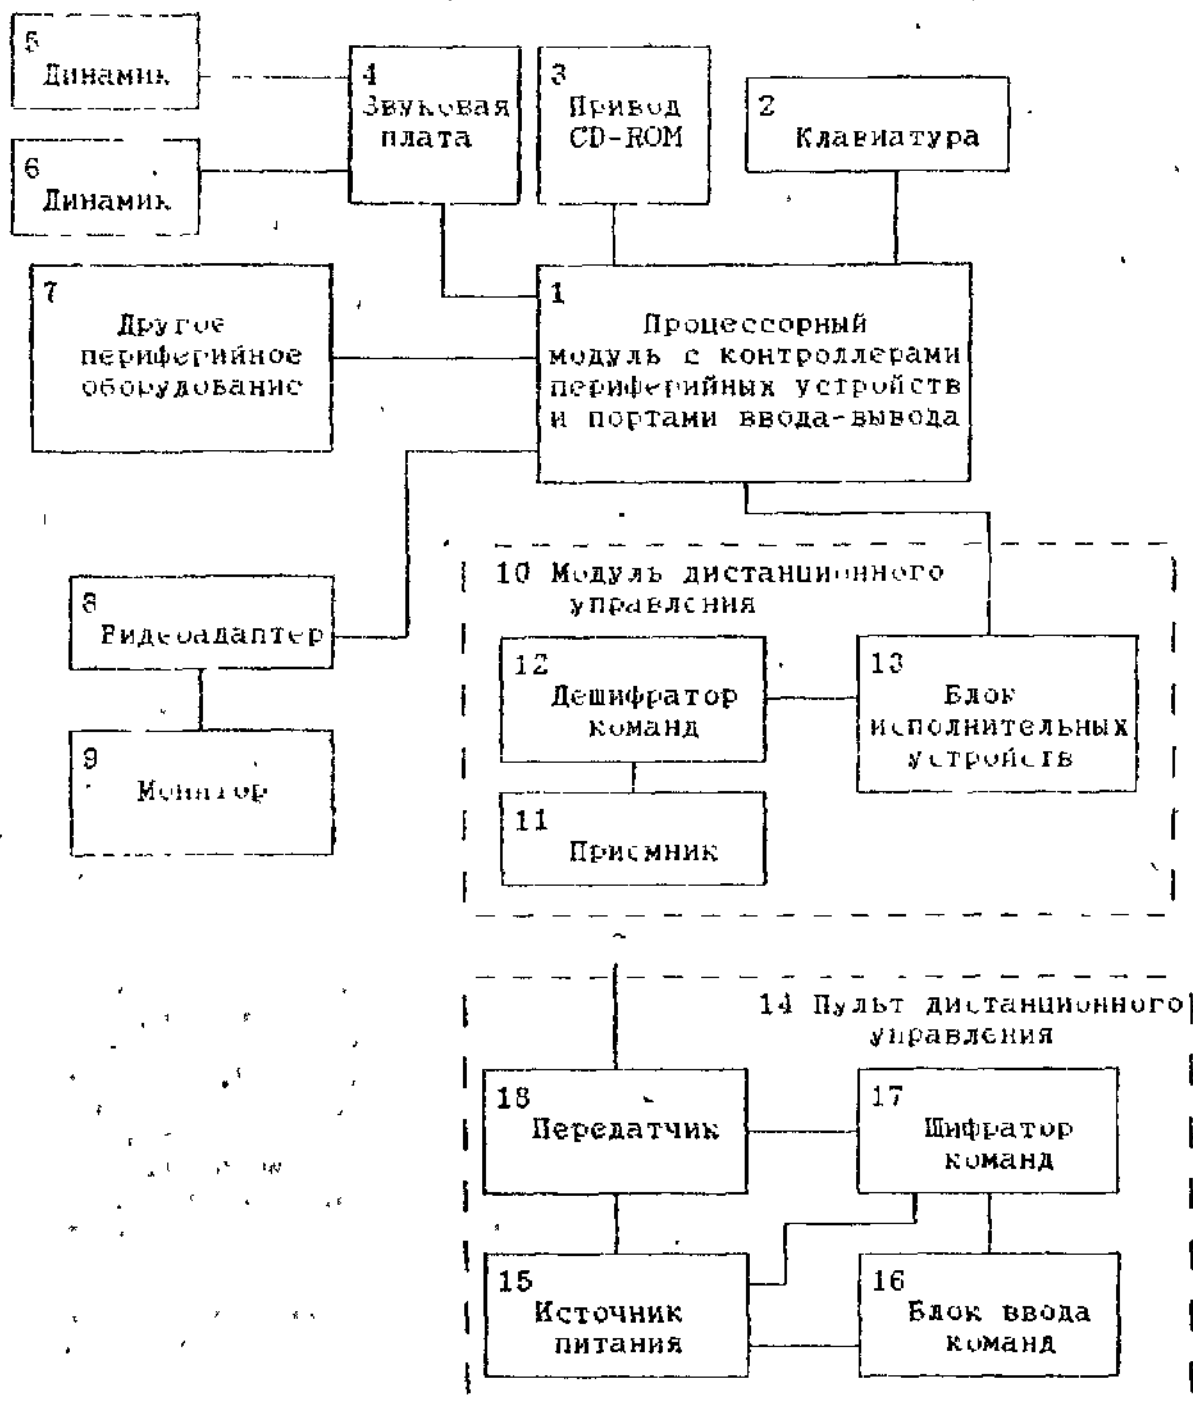 5
Динамик
4
Звуковая
плата
3
Привод
CD-ROM
2
Клавиатура
6
Динамик
7
Другое
периферийное
оборудование
1
Процессорный
модуль с контроллерами
периферийных устройств
и портами ввода-вывода
8
Видеоадаптер
9
Монитор
10 Модуль дистанционного
управления
12
Дешифратор
команд
13
Блок
исполнительных
устройств
11
Приемник
14 Пульт дистанционного
управления
18
Передатчик
17
Шифратор
команд
15
Источник
питания
16
Блок ввода
команд